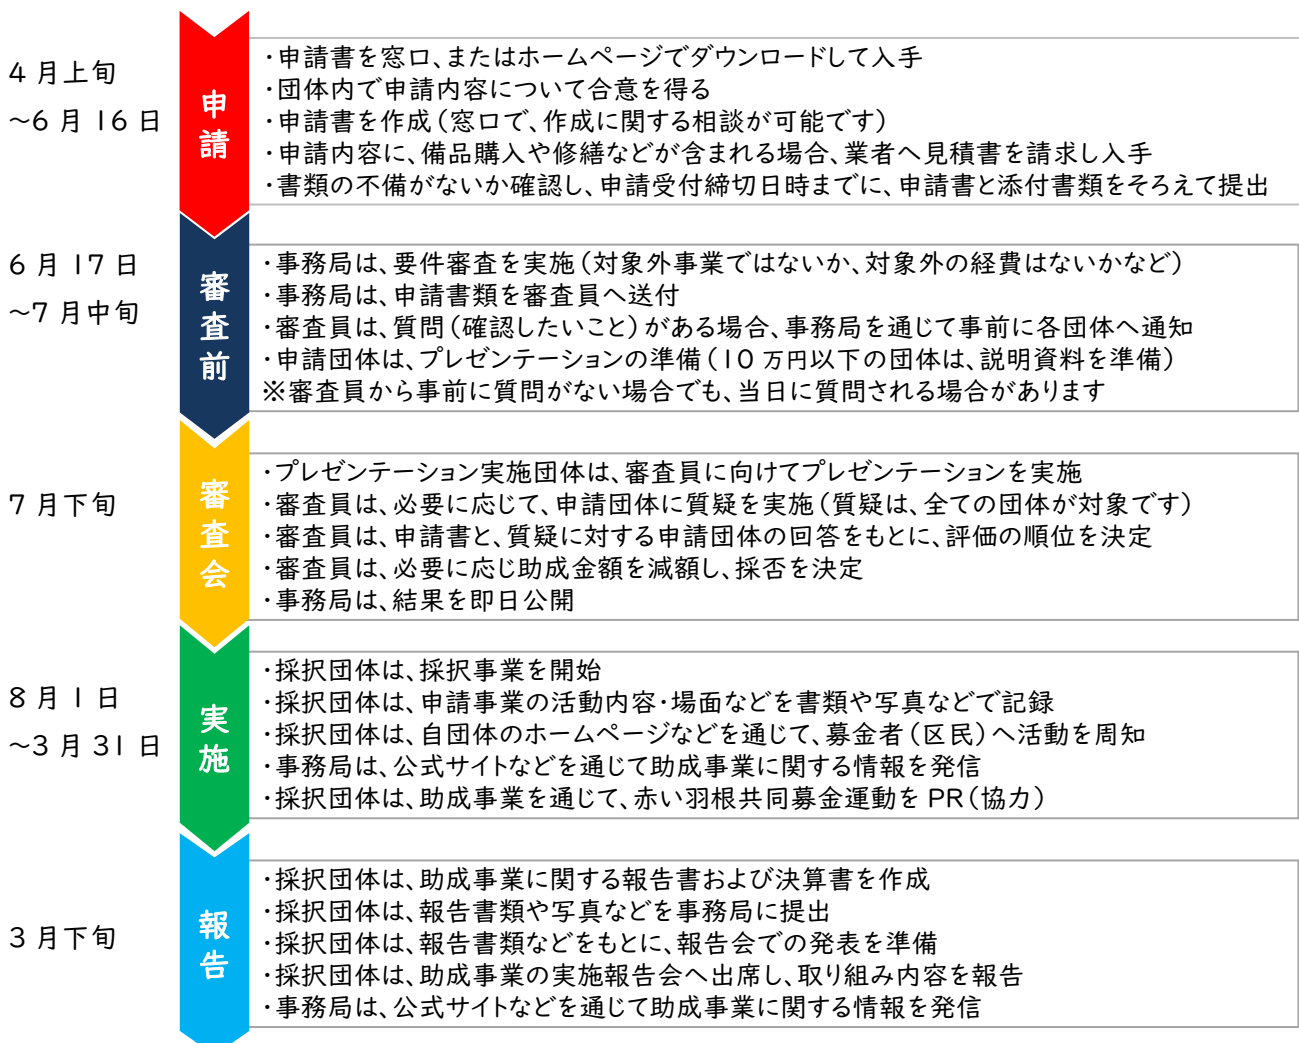 4月上旬
~6月16日
申請
・申請書を窓口、またはホームページでダウンロードして入手
・団体内で申請内容について合意を得る
・申請書を作成(窓口で、作成に関する相談が可能です)
・申請内容に、備品購入や修繕などが含まれる場合、業者へ見積書を請求し入手
・書類の不備がないか確認し、申請受付締切日時までに、申請書と添付書類をそろえて提出
6月17日
~7月中旬
審査前
・事務局は、要件審査を実施(対象外事業ではないか、対象外の経費はないかなど)
・事務局は、申請書類を審査員へ送付
・審査員は、質問(確認したいこと)がある場合、事務局を通じて事前に各団体へ通知
・申請団体は、プレゼンテーションの準備(10万円以下の団体は、説明資料を準備)
※審査員から事前に質問がない場合でも、当日に質問される場合があります
7月下旬
審査会
・プレゼンテーション実施団体は、審査員に向けてプレゼンテーションを実施
・審査員は、必要に応じて、申請団体に質疑を実施(質疑は、全ての団体が対象です)
・審査員は、申請書と、質疑に対する申請団体の回答をもとに、評価の順位を決定
・審査員は、必要に応じ助成金額を減額し、採否を決定
・事務局は、結果を即日公開
8月1日
~3月31日
実施
・採択団体は、採択事業を開始
・採択団体は、申請事業の活動内容・場面などを書類や写真などで記録
・採択団体は、自団体のホームページなどを通じて、募金者(区民)へ活動を周知
・事務局は、公式サイトなどを通じて助成事業に関する情報を発信
・採択団体は、助成事業を通じて、赤い羽根共同募金運動をPR(協力)
3月下旬
報告
・採択団体は、助成事業に関する報告書および決算書を作成
・採択団体は、報告書類や写真などを事務局に提出
・採択団体は、報告書類などをもとに、報告会での発表を準備
・採択団体は、助成事業の実施報告会へ出席し、取り組み内容を報告
・事務局は、公式サイトなどを通じて助成事業に関する情報を発信